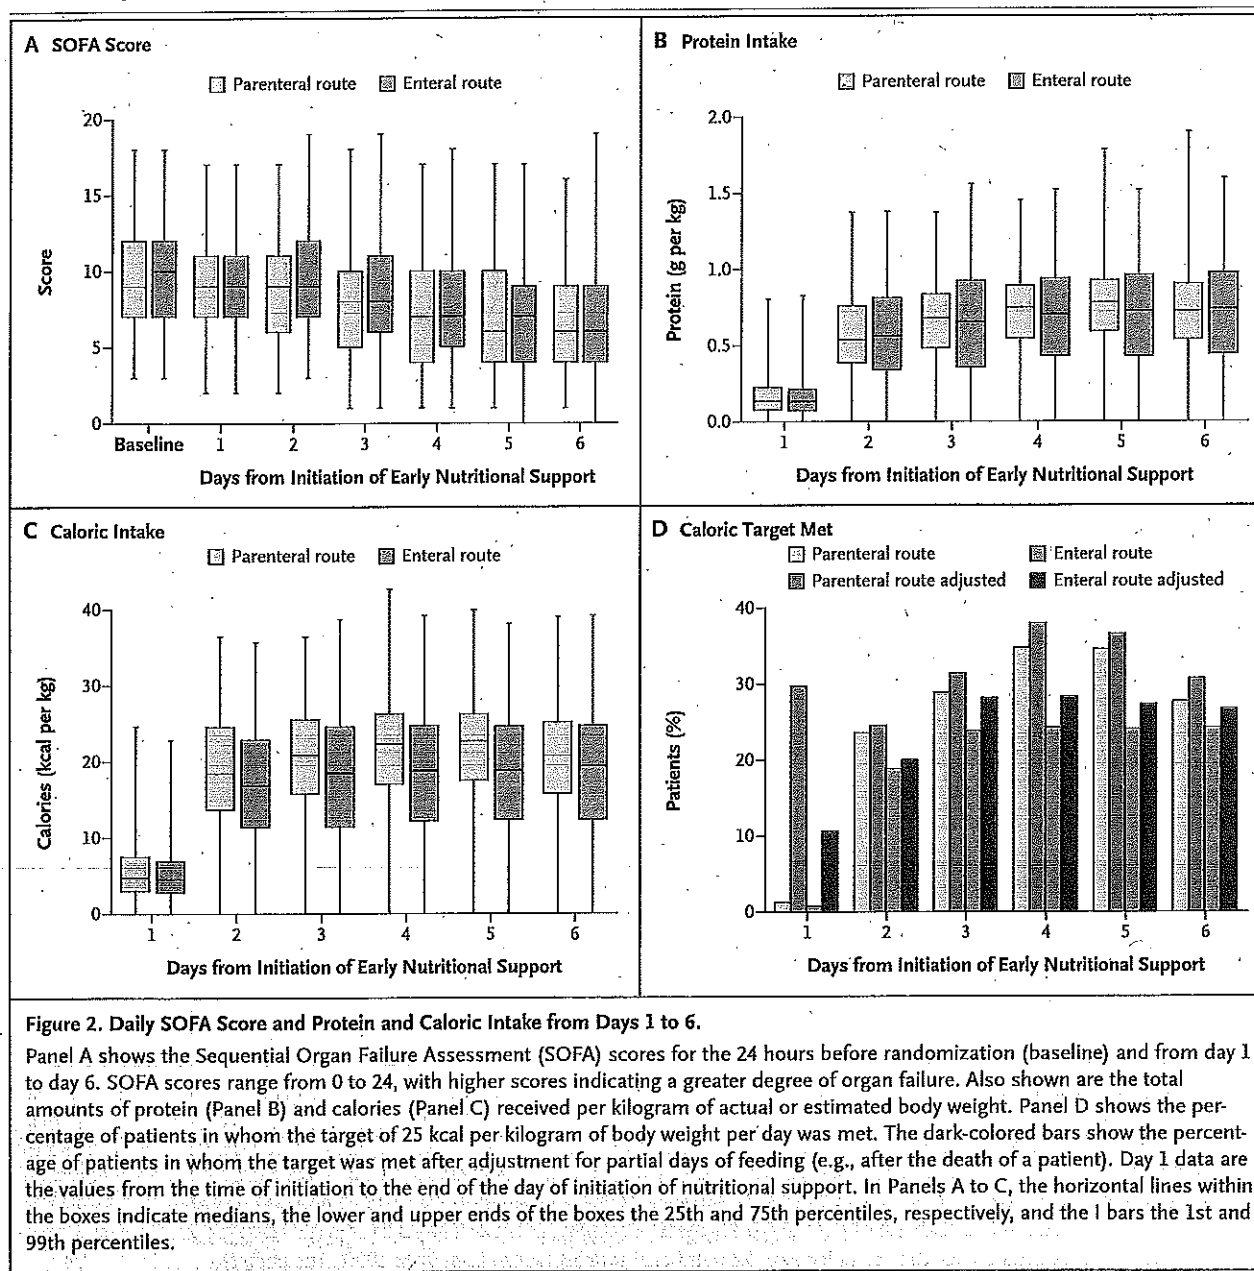 A SOFA Score
Parenteral route Enteral route
20
15
10
5
0
Score
Baseline 1 2 3 4 5 6
Days from Initiation of Early Nutritional Support
B Protein Intake
Parenteral route Enteral route
2.0
1.5
1.0
0.5
0.0
Protein (g per kg)
1 2 3 4 5 6
Days from Initiation of Early Nutritional Support
C Caloric Intake
Parenteral route Enteral route
40
30
20
10
0
Calories (kcal per kg)
1 2 3 4 5 6
Days from Initiation of Early Nutritional Support
D Caloric Target Met
Parenteral route Enteral route
Parenteral route adjusted Enteral route adjusted
40
30
20
10
0
Patients (%)
1 2 3 4 5 6
Days from Initiation of Early Nutritional Support
Figure 2. Daily SOFA Score and Protein and Caloric Intake from Days 1 to 6.
Panel A shows the Sequential Organ Failure Assessment (SOFA) scores for the 24 hours before randomization (baseline) and from day 1
to day 6. SOFA scores range from 0 to 24, with higher scores indicating a greater degree of organ failure. Also shown are the total
amounts of protein (Panel B) and calories (Panel C) received per kilogram of actual or estimated body weight. Panel D shows the per-
centage of patients in whom the target of 25 kcal per kilogram of body weight per day was met. The dark-colored bars show the percent-
age of patients in whom the target was met after adjustment for partial days of feeding (e.g., after the death of a patient). Day 1 data are
the values from the time of initiation to the end of the day of initiation of nutritional support. In Panels A to C, the horizontal lines within
the boxes indicate medians, the lower and upper ends of the boxes the 25th and 75th percentiles, respectively, and the I bars the 1st and
99th percentiles.